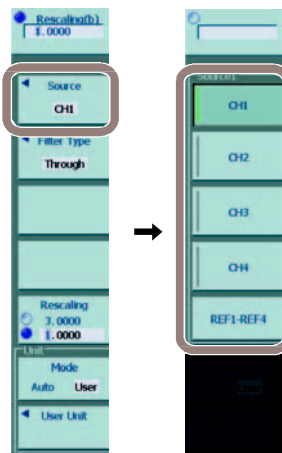 Rescaling(b)
1.0000
Source
CH1
Filter Type
Through
Rescaling
3.0000
1.0000
Unit
Mode
Auto User
User Unit
Source1
CH1
CH2
CH3
CH4
REF1-REF4